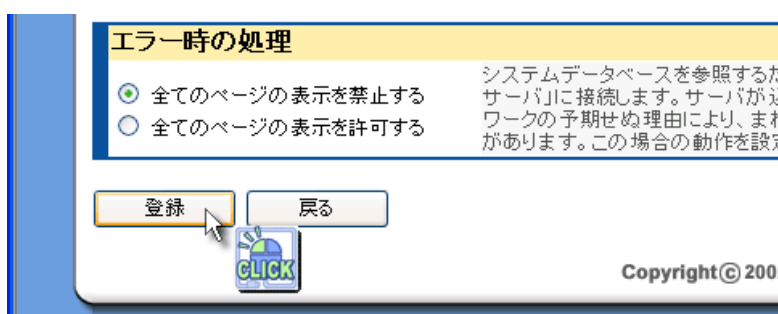 エラー時の処理
全てのページの表示を禁止する
全てのページの表示を許可する
システムデータベースを参照するた
サーバ」に接続します。サーバが
ワークの予期せぬ理由により、まれ
があります。この場合の動作を設定
登録
戻る
CLICK
Copyright© 200